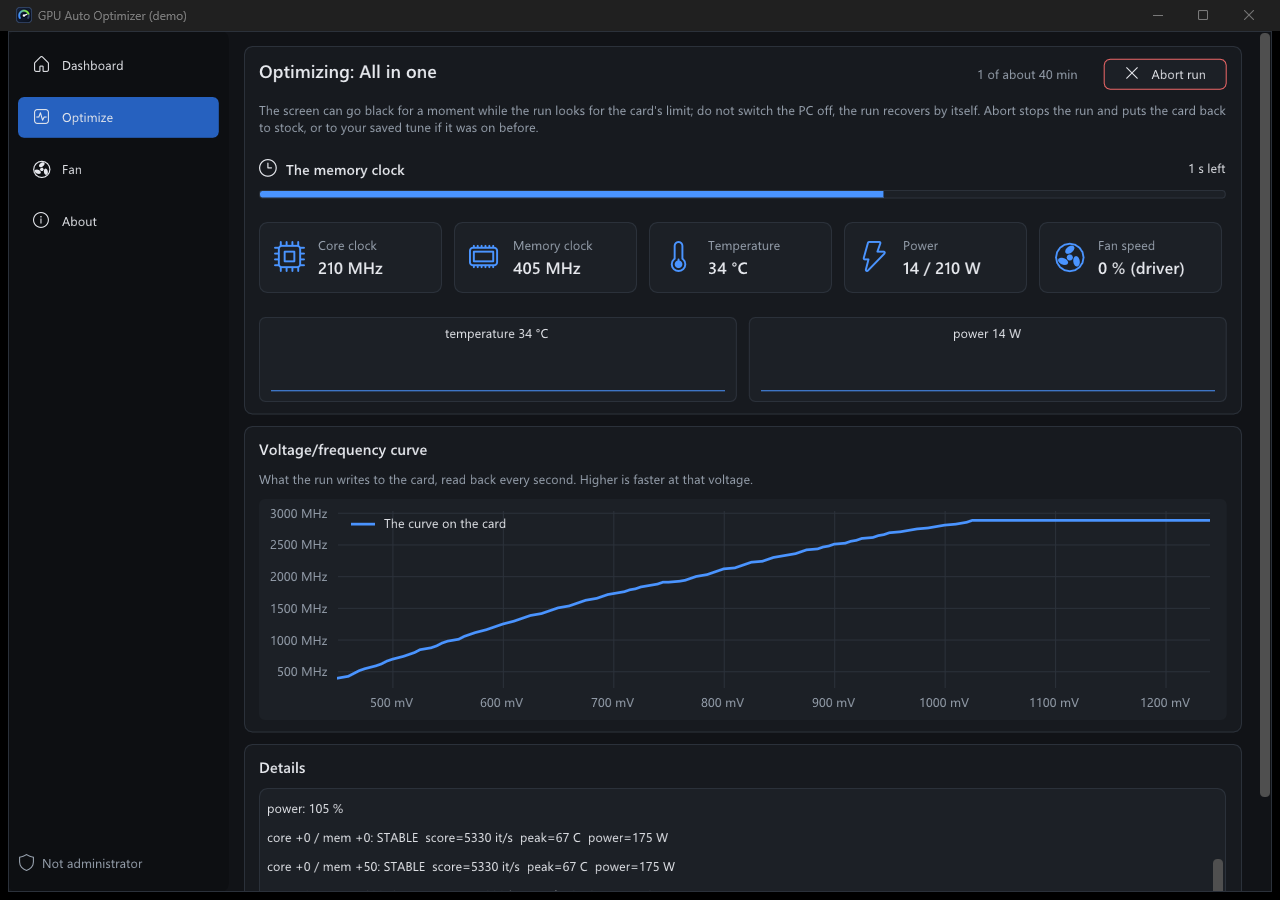 GPU Auto Optimizer (demo)
Dashboard
Optimize
Fan
About
Not administrator
Optimizing: All in one
1 of about 40 min
Abort run
The screen can go black for a moment while the run looks for the card's limit; do not switch the PC off, the run recovers by itself. Abort stops the run and puts the card back
to stock, or to your saved tune if it was on before.
The memory clock
1 s left
Core clock
210 MHz
Memory clock
405 MHz
Temperature
34 °C
Power
14 / 210 W
Fan speed
0 % (driver)
temperature 34 °C
power 14 W
Voltage/frequency curve
What the run writes to the card, read back every second. Higher is faster at that voltage.
The curve on the card
3000 MHz
2500 MHz
2000 MHz
1500 MHz
1000 MHz
500 MHz
500 mV
600 mV
700 mV
800 mV
900 mV
1000 mV
1100 mV
1200 mV
Details
power: 105 %
core +0 / mem +0: STABLE  score=5330 it/s  peak=67 C  power=175 W
core +0 / mem +50: STABLE  score=5330 it/s  peak=67 C  power=175 W